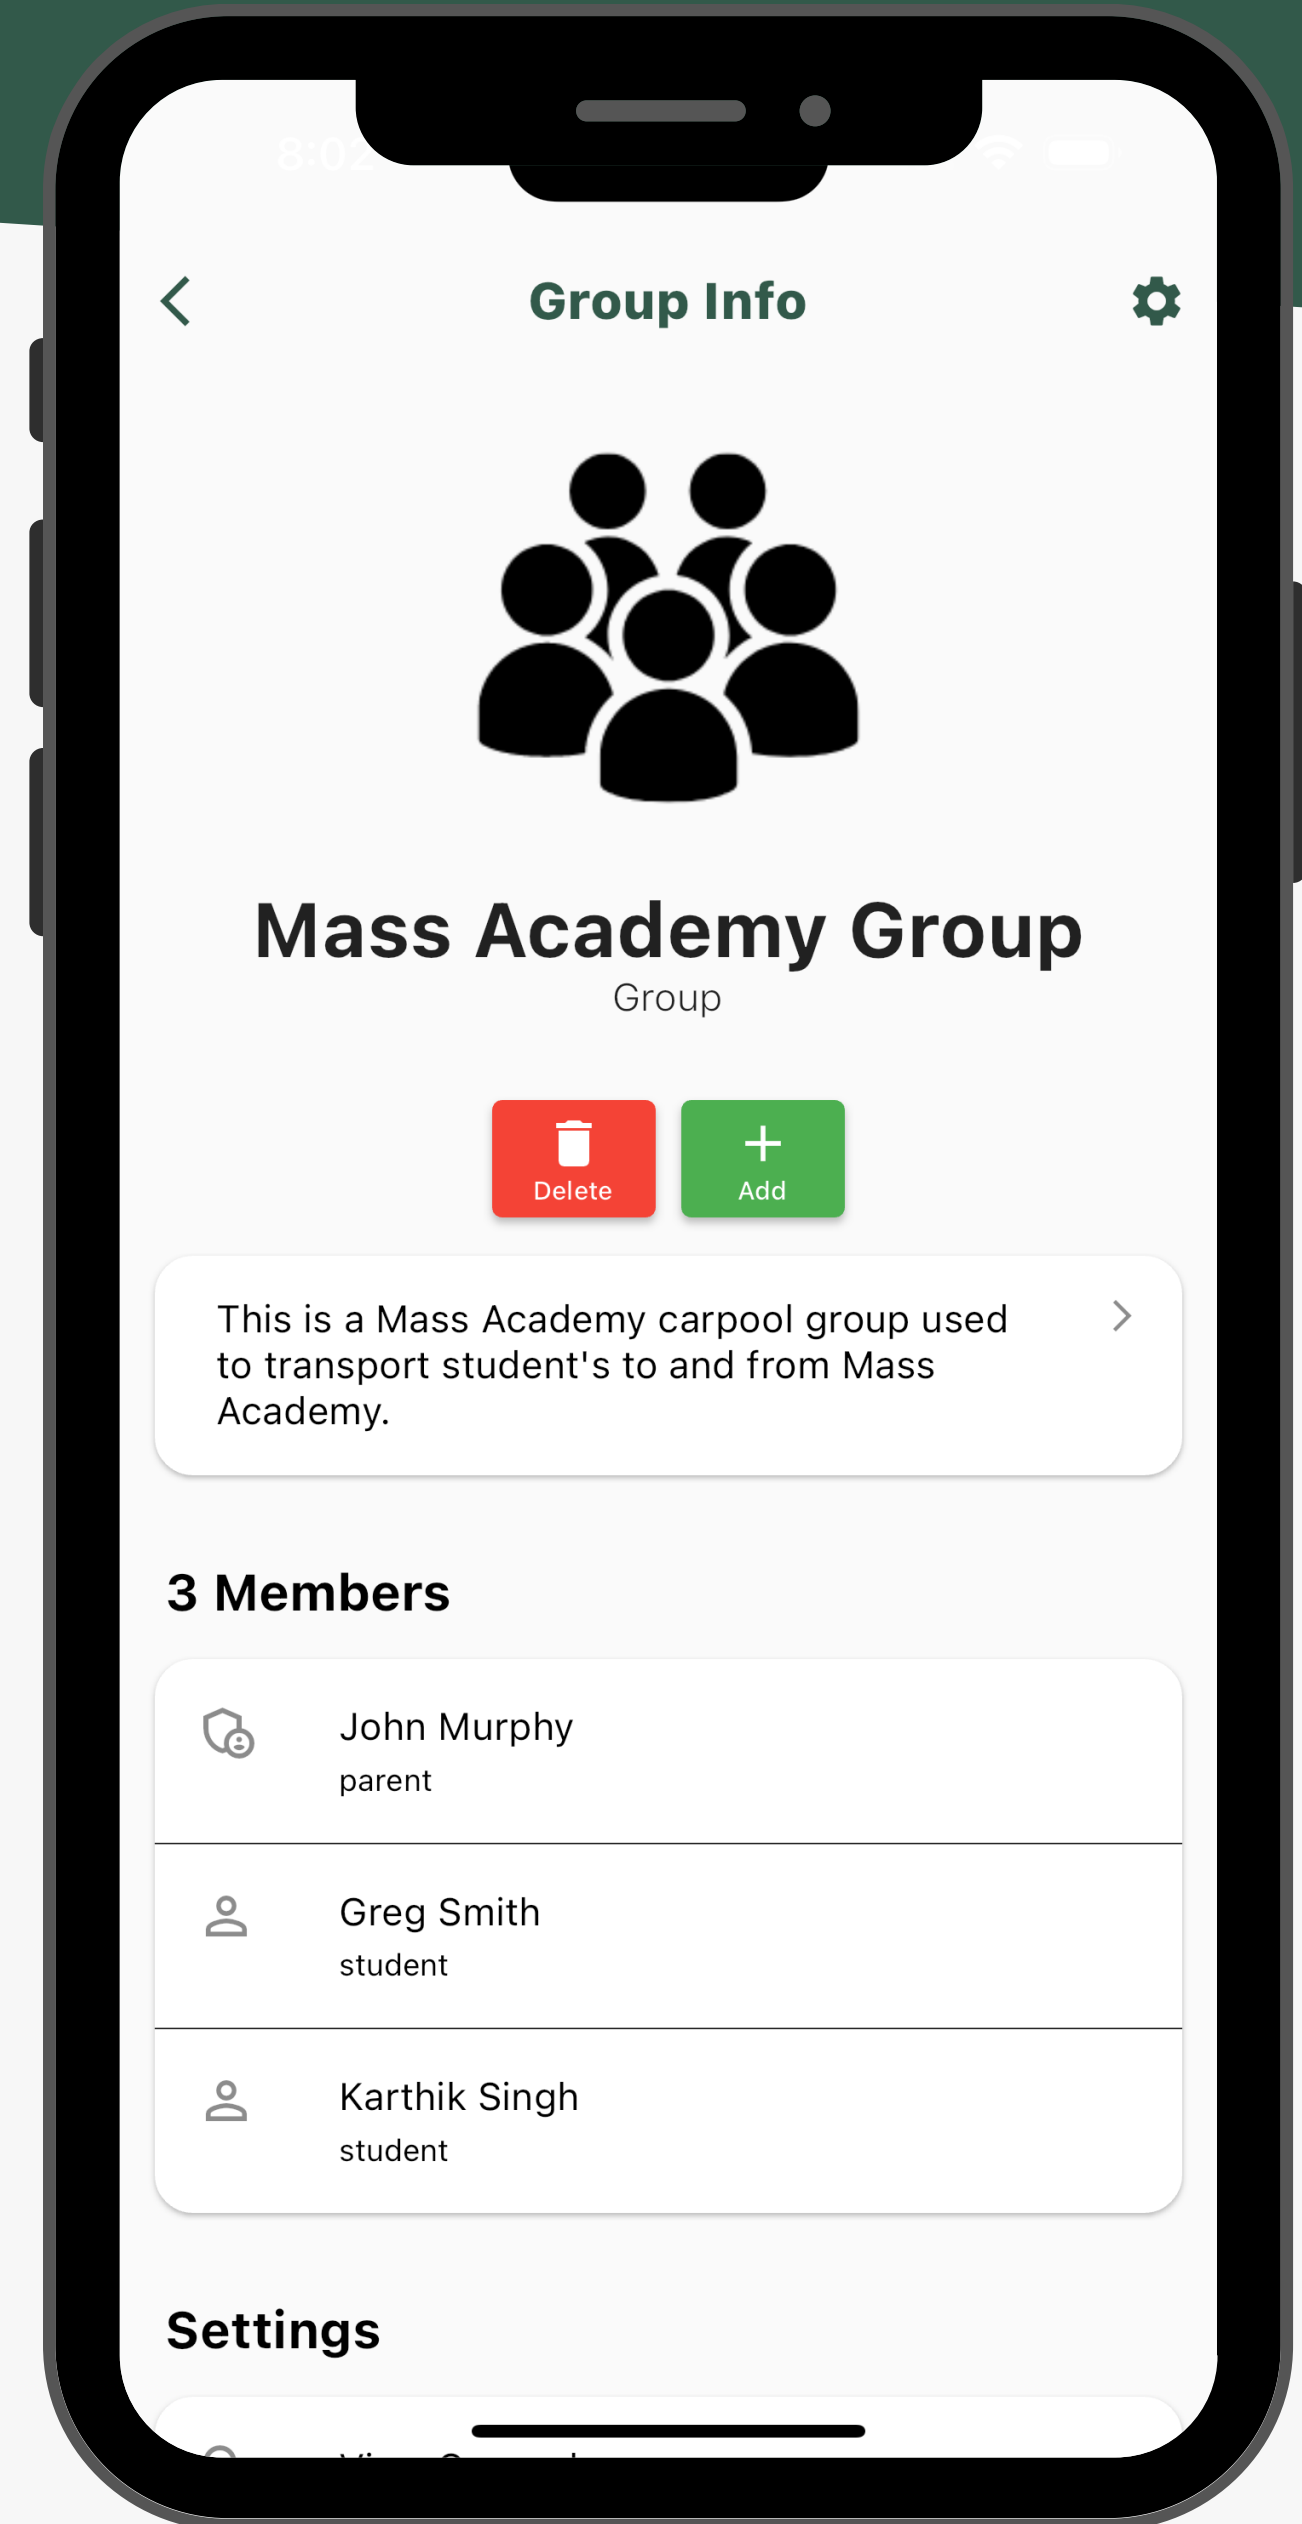 Group Info
Mass Academy Group
Group
Delete
Add
This is a Mass Academy carpool group used
to transport student's to and from Mass
Academy.
3 Members
John Murphy
parent
Greg Smith
student
Karthik Singh
student
Settings